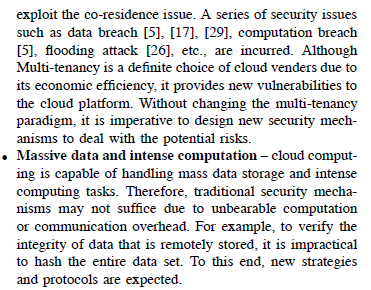 exploit the co-residence issue. A series of security issues
such as data breach [5], [17], [29], computation breach
[5], flooding attack [26], etc., are incurred. Although
Multi-tenancy is a definite choice of cloud venders due to
its economic efficiency, it provides new vulnerabilities to
the cloud platform. Without changing the multi-tenancy
paradigm, it is imperative to design new security mech-
anisms to deal with the potential risks.
• Massive data and intense computation – cloud comput-
ing is capable of handling mass data storage and intense
computing tasks. Therefore, traditional security mecha-
nisms may not suffice due to unbearable computation
or communication overhead. For example, to verify the
integrity of data that is remotely stored, it is impractical
to hash the entire data set. To this end, new strategies
and protocols are expected.